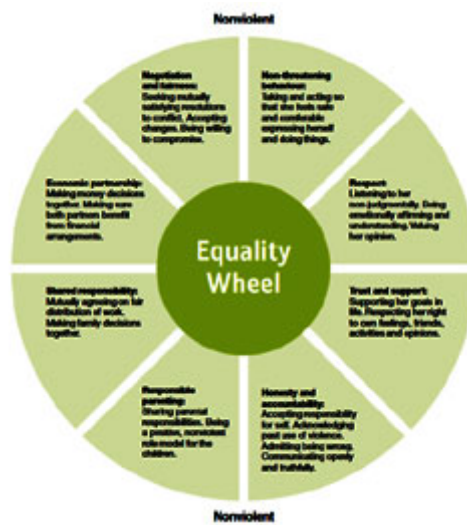 Nonviolent
Negotiation
and fairness:
Seeking mutually
satisfying resolutions
to conflict. Accepting
changes. Being willing
to compromise.
Non-threatening
behaviour:
Talking and acting so
that she feels safe
and comfortable
expressing herself
and doing things.
Economic partnership:
Making money decisions
together. Making sure
both partners benefit
from financial
arrangements.
Respect:
Listening to her
non-judgmentally. Being
emotionally affirming and
understanding. Valuing
her opinion.
Equality
Wheel
Shared responsibility:
Mutually agreeing on fair
distribution of work.
Making family decisions
together.
Trust and support:
Supporting her goals in
life. Respecting her right
to own feelings, friends,
activities and opinions.
Responsible
parenting:
Sharing parental
responsibilities. Being
a positive, nonviolent
role model for the
children.
Honesty and
accountability:
Accepting responsibility
for self. Acknowledging
past use of violence.
Admitting being wrong.
Communicating openly
and truthfully.
Nonviolent